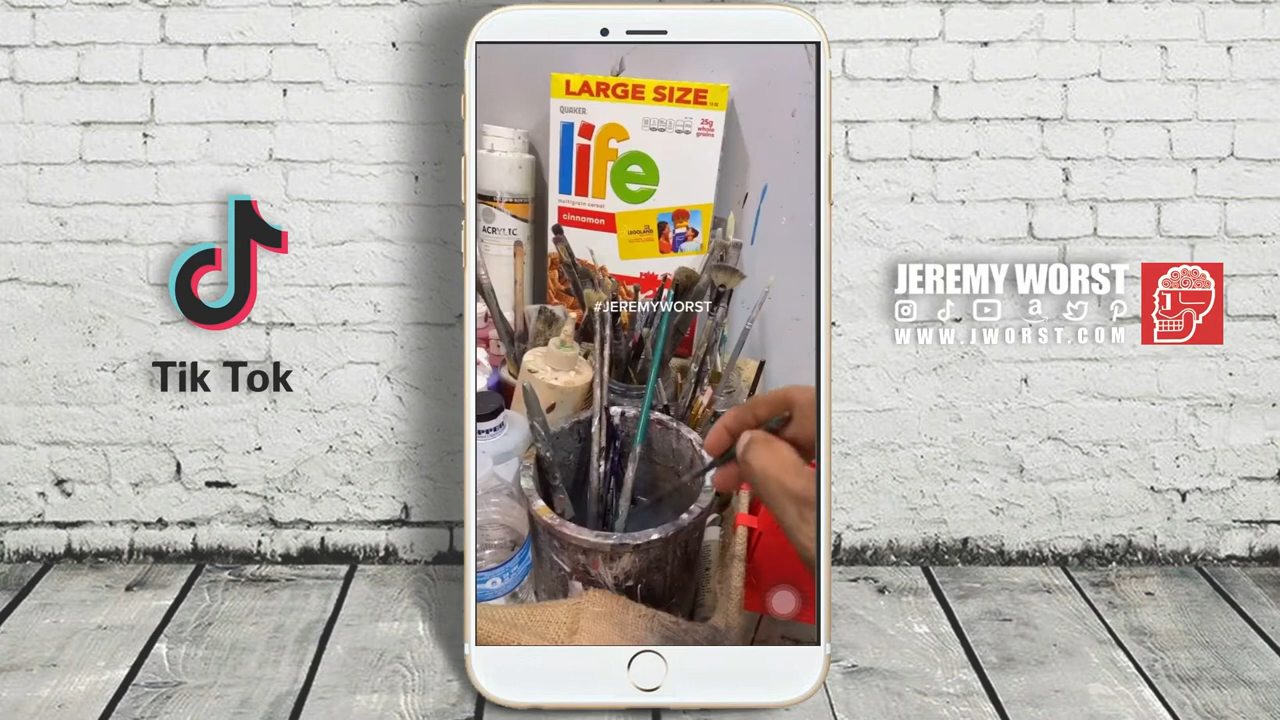 Tik Tok
LARGE SIZE
QUAKER
25g
whole
grains
life
multigrain cereal
cinnamon
LEGOLAND
ACRYLIC
#JEREMYWORST
JEREMY WORST
WWW.JWORST.COM